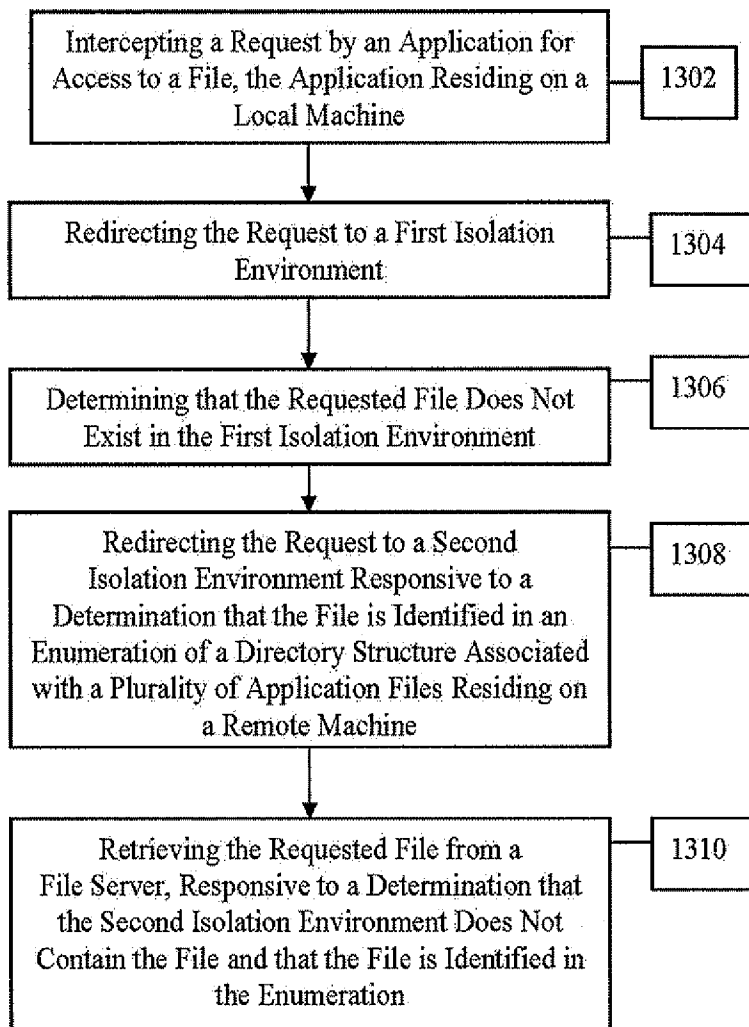 Intercepting a Request by an Application for
Access to a File, the Application Residing on a
Local Machine
1302
Redirecting the Request to a First Isolation
Environment
1304
Determining that the Requested File Does Not
Exist in the First Isolation Environment
1306
Redirecting the Request to a Second
Isolation Environment Responsive to a
Determination that the File is Identified in an
Enumeration of a Directory Structure Associated
with a Plurality of Application Files Residing on
a Remote Machine
1308
Retrieving the Requested File from a
File Server, Responsive to a Determination that
the Second Isolation Environment Does Not
Contain the File and that the File is Identified in
the Enumeration
1310